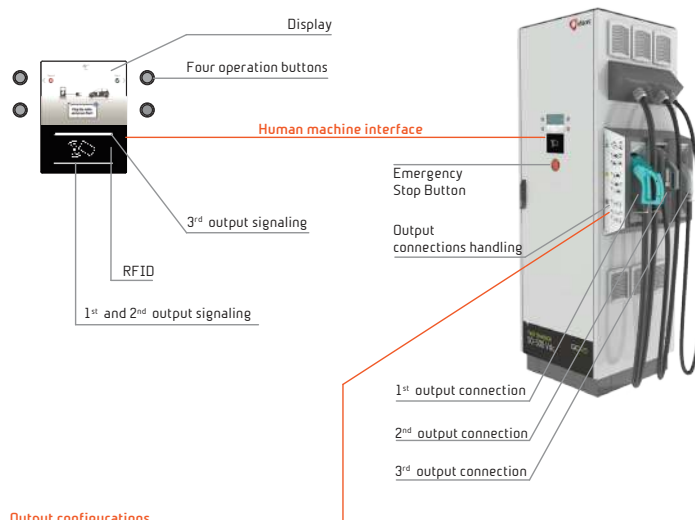 Display
Four operation buttons
Human machine interface
Emergency
Stop Button
3rd output signaling
Output
connections handling
RFID
1st and 2nd output signaling
1st output connection
2nd output connection
3rd output connection
Output configurations